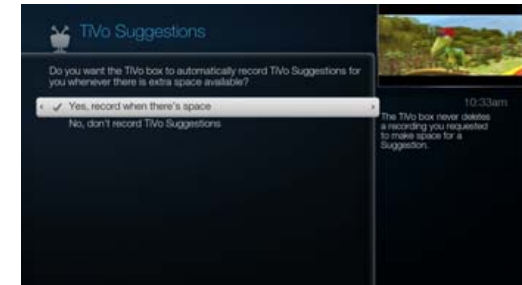 TiVo Suggestions
Do you want the TiVo box to automatically record TiVo Suggestions for
you whenever there is extra space available?
Yes, record when there's space
No, don't record TiVo Suggestions
10:33am
The TiVo box never deletes
a recording you requested
to make space for a
Suggestion.